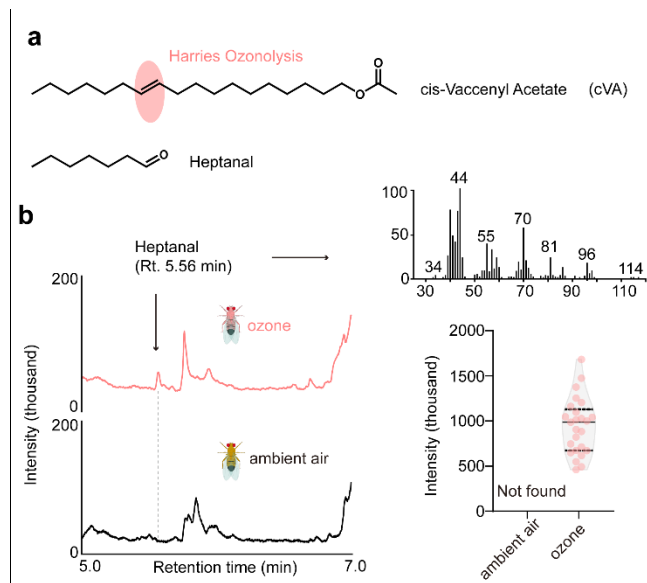 a
Harries Ozonolysis
O
O
cis-Vaccenyl Acetate (cVA)
O
Heptanal
b
Heptanal
(Rt. 5.56 min)
200
0
ozone
200
0
ambient air
Intensity (thousand)
5.0
Retention time (min)
7.0
100
50
0
44
34
55
70
81
96
114
30
50
70
90
110
2000
1500
1000
500
0
Intensity (thousand)
Not found
ambient air
ozone